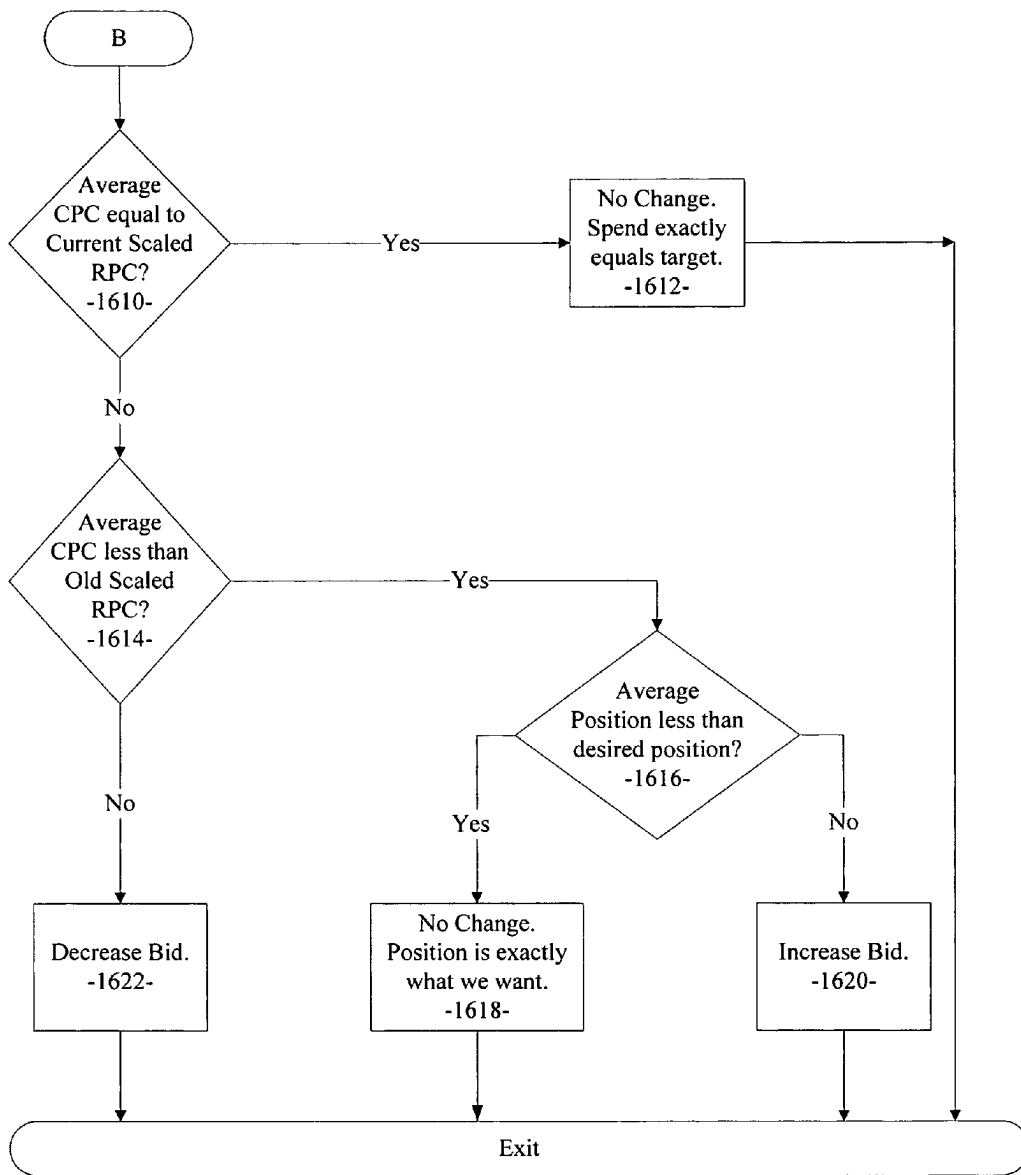 B
Average
CPC equal to
Current Scaled
RPC?
-1610-
Yes
No Change.
Spend exactly
equals target.
-1612-
No
Average
CPC less than
Old Scaled
RPC?
-1614-
Yes
Average
Position less than
desired position?
-1616-
No
Yes
No
Decrease Bid.
-1622-
No Change.
Position is exactly
what we want.
-1618-
Increase Bid.
-1620-
Exit